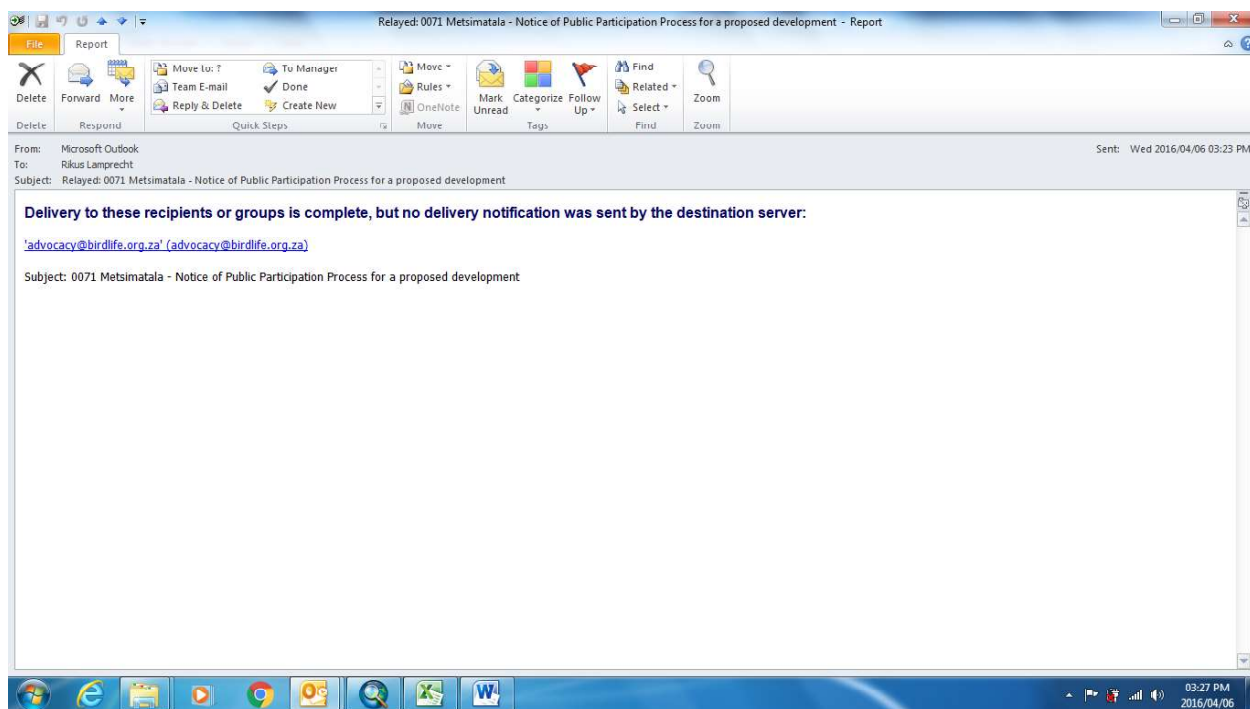 Relayed: 0071 Metsimatala - Notice of Public Participation Process for a proposed development - Report
File Report
Delete
Forward
More
Move to: ?
Team E-mail
Reply & Delete
To Manager
Done
Create New
Move
Rules
OneNote
Mark Unread
Categorize
Follow Up
Find
Related
Select
Zoom
Delete Respond Quick Steps Move Tags Find Zoom
From: Microsoft Outlook Sent: Wed 2016/04/06 03:23 PM
To: Rikus Lamprecht
Subject: Relayed: 0071 Metsimatala - Notice of Public Participation Process for a proposed development
Delivery to these recipients or groups is complete, but no delivery notification was sent by the destination server:
'advocacy@birdlife.org.za' (advocacy@birdlife.org.za)
Subject: 0071 Metsimatala - Notice of Public Participation Process for a proposed development
03:27 PM
2016/04/06